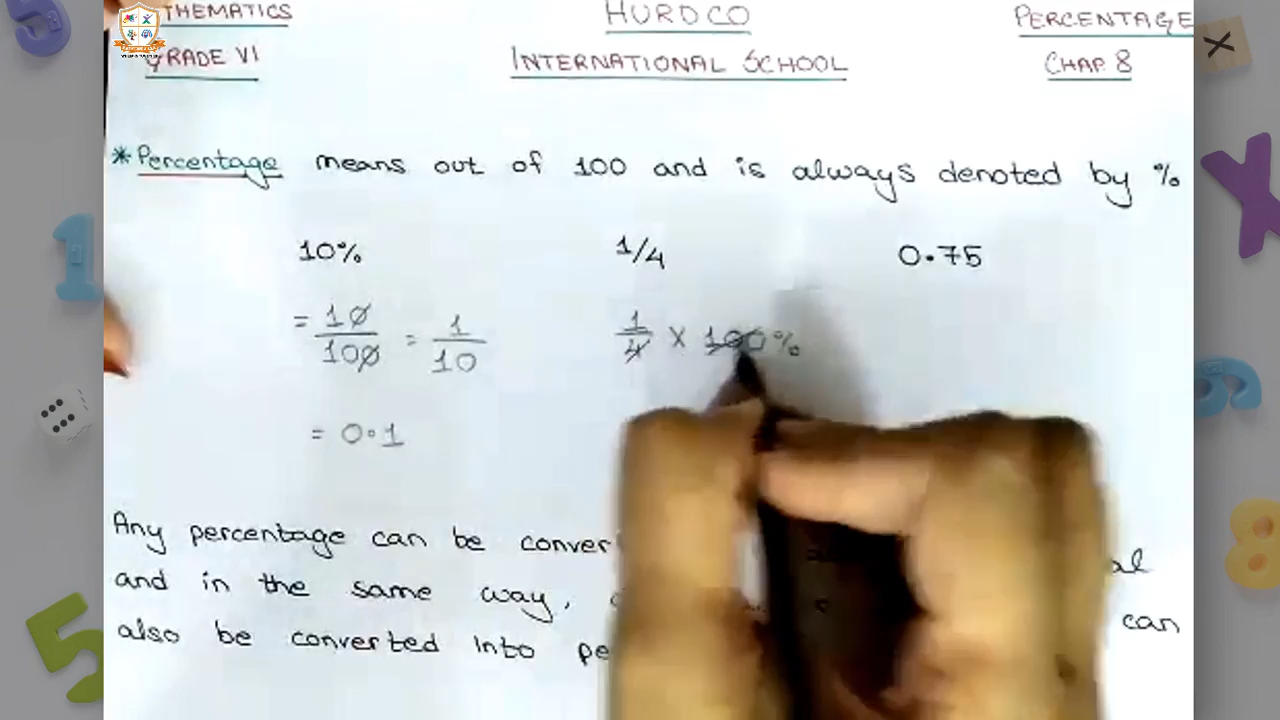 THEMATICS HURDCO PERCENTAGE
GRADE VI INTERNATIONAL SCHOOL CHAP. 8
*Percentage means out of 100 and is always denoted by %
10% 1/4 0.75
= 10/100 = 1/10 1/4 X 100%
= 0.1
Any percentage can be conver al
and in the same way,
also be converted into pe can